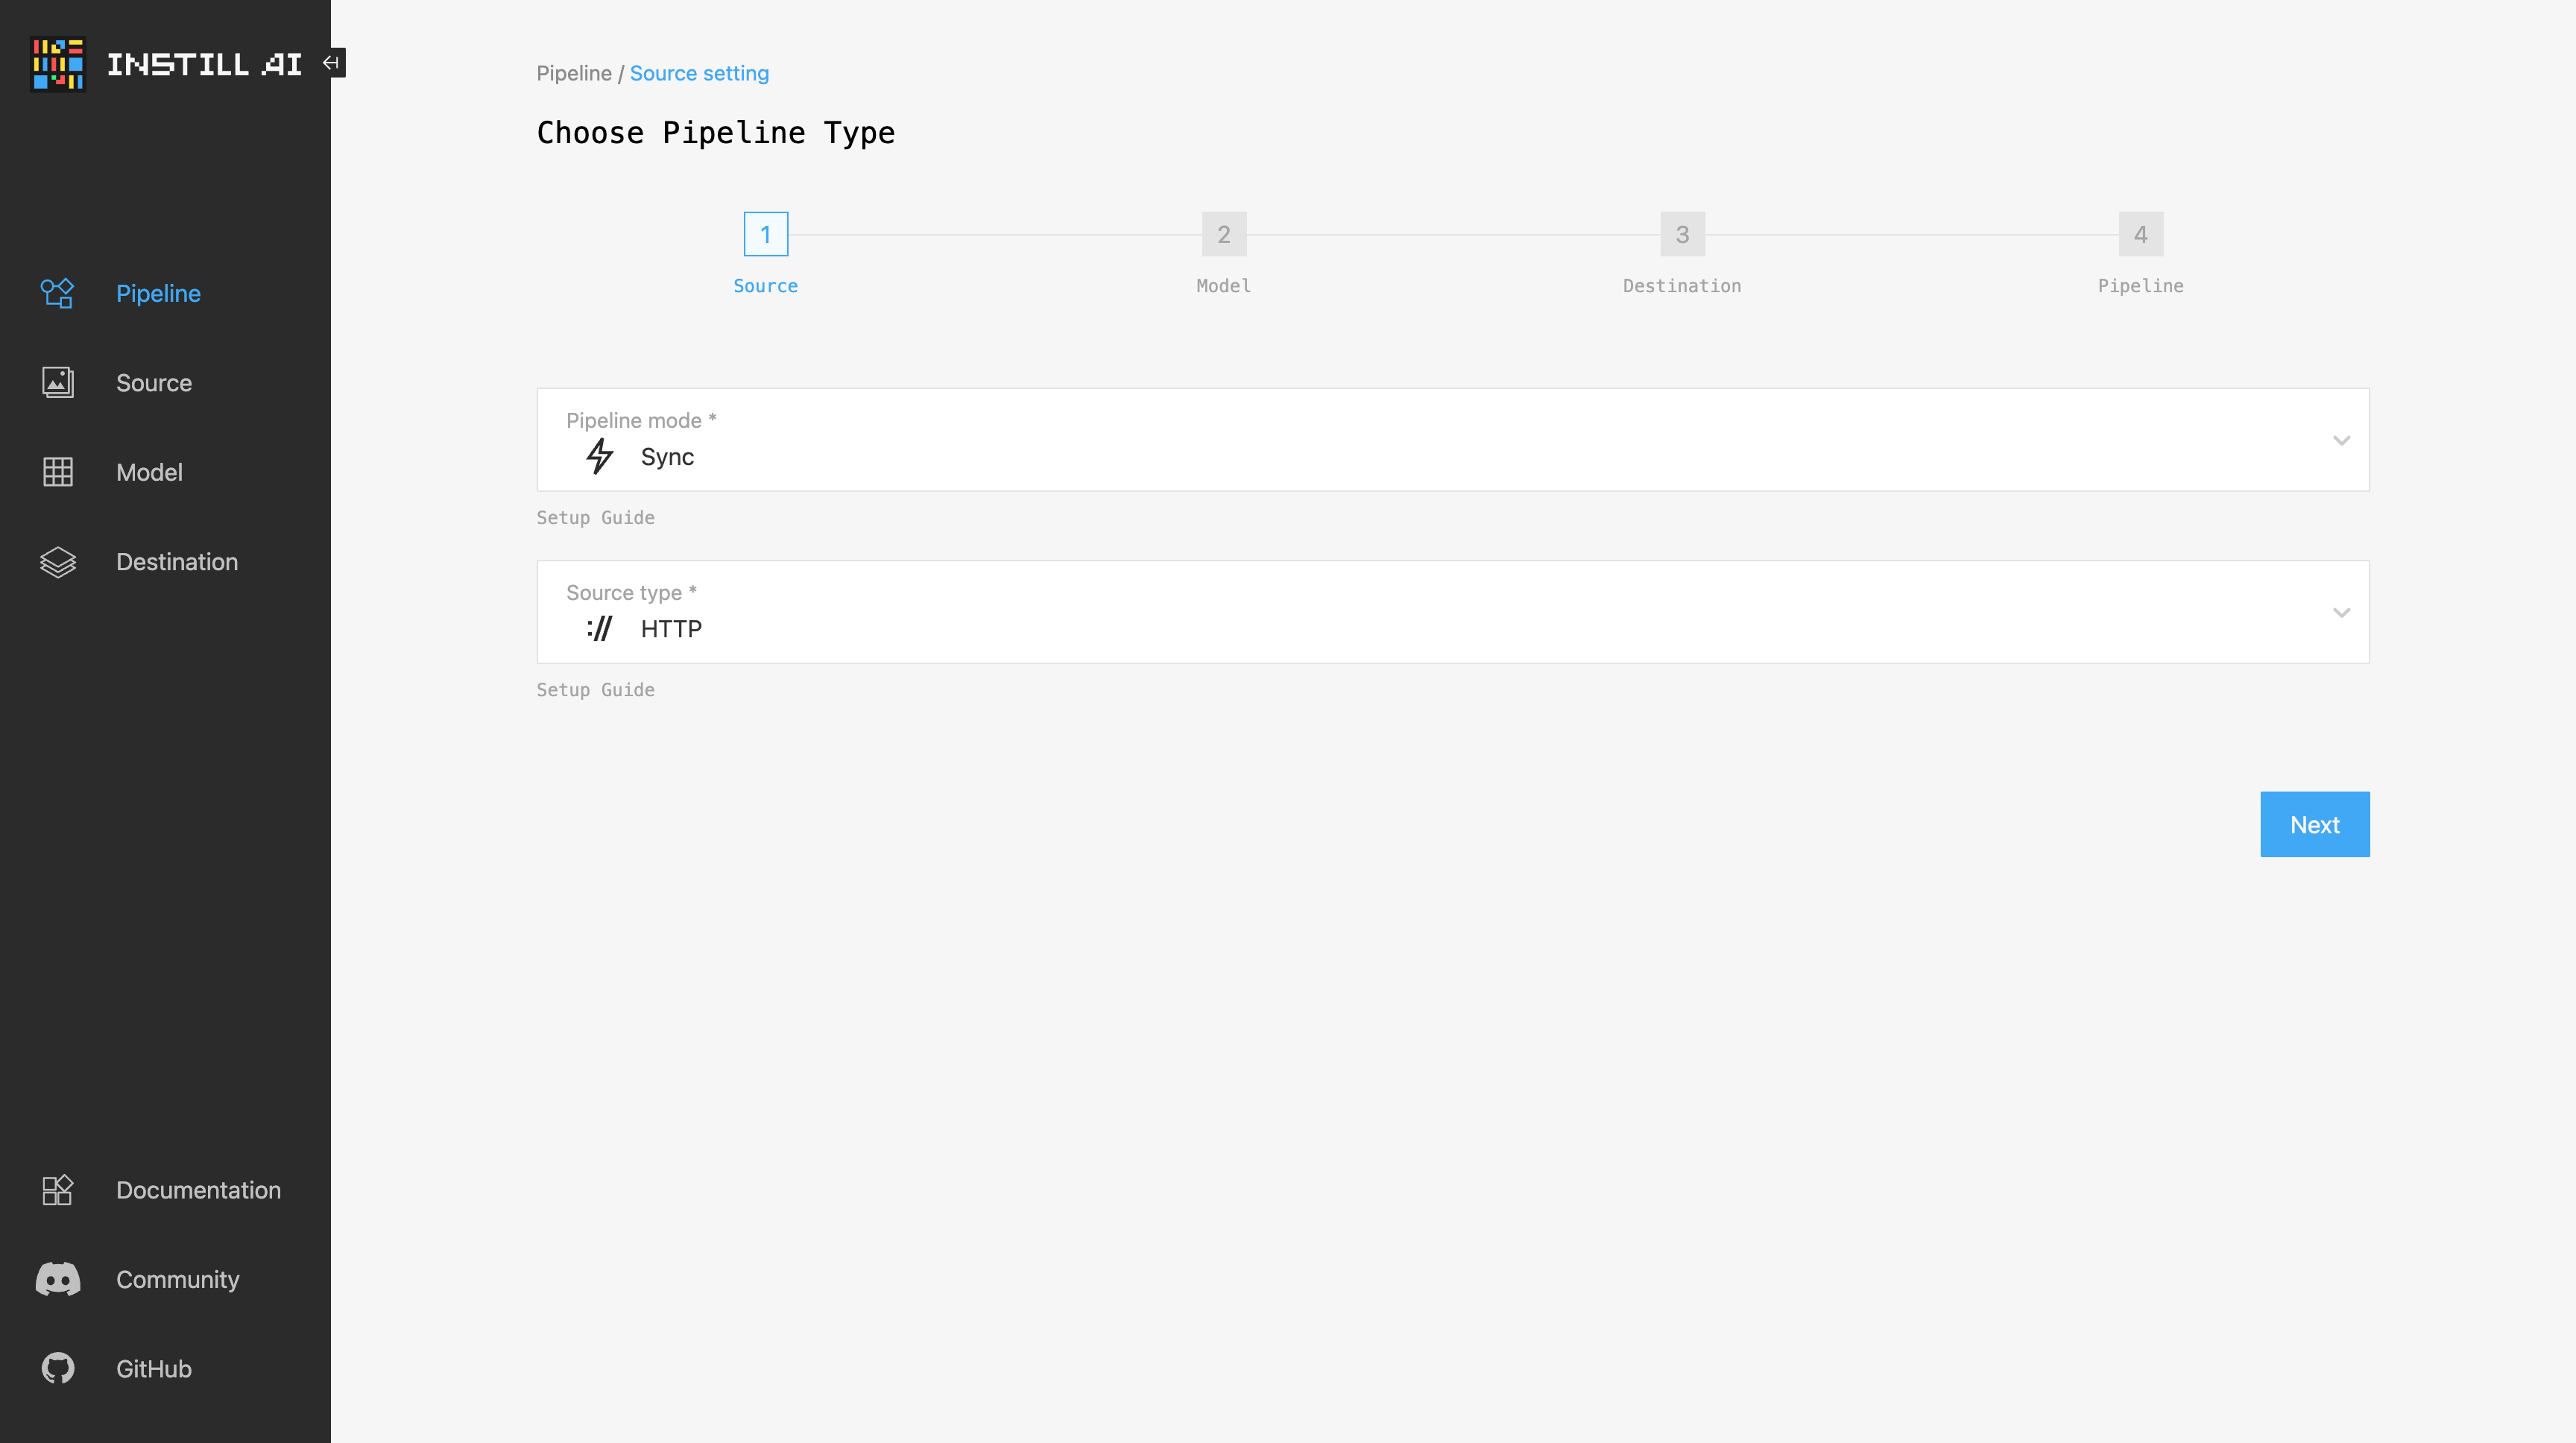 INSTILL AI
Pipeline
Source
Model
Destination
Documentation
Community
GitHub
Pipeline / Source setting
Choose Pipeline Type
1
2
3
4
Source
Model
Destination
Pipeline
Pipeline mode *
Sync
Setup Guide
Source type *
:// HTTP
Setup Guide
Next